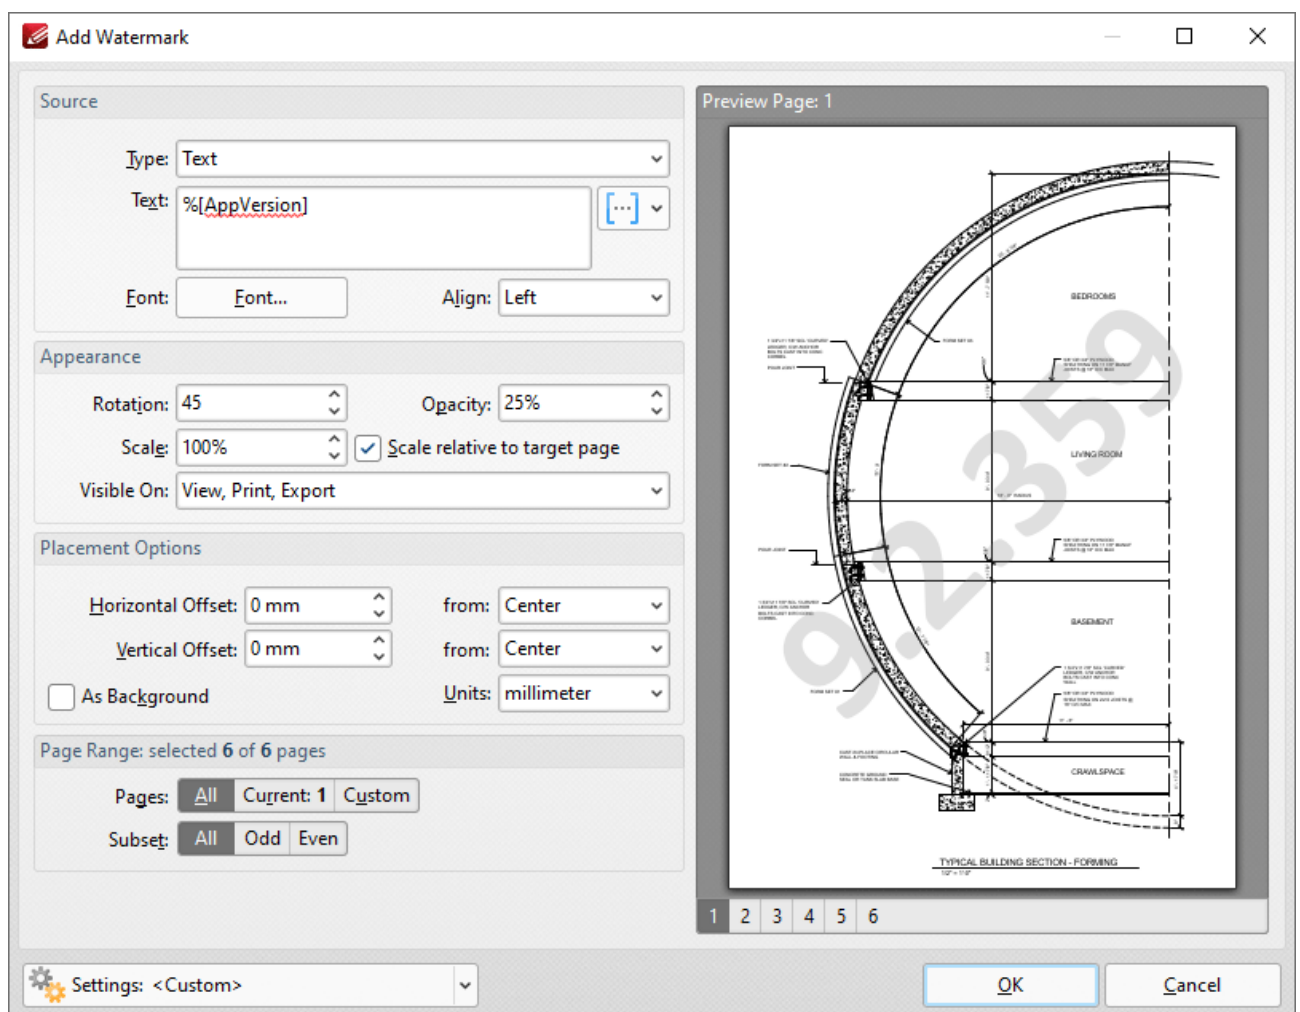 Add Watermark
Source
Type: Text
Text: %[AppVersion]
Font: Font... Align: Left
Appearance
Rotation: 45 Opacity: 25%
Scale: 100% Scale relative to target page
Visible On: View, Print, Export
Placement Options
Horizontal Offset: 0 mm from: Center
Vertical Offset: 0 mm from: Center
As Background Units: millimeter
Page Range: selected 6 of 6 pages
Pages: All Current: 1 Custom
Subset: All Odd Even
Preview Page: 1
BEDROOMS
LIVING ROOM
BASEMENT
CRAWLSPACE
9.2.359
TYPICAL BUILDING SECTION - FORMING
1 2 3 4 5 6
Settings: <Custom>
OK Cancel